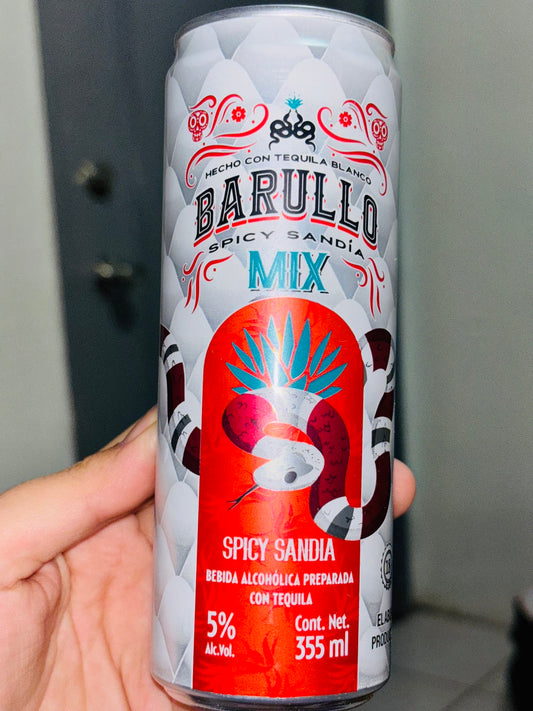 HECHO CON TEQUILA BLANCO
BARULLO
SPICY SANDÍA
MIX
SPICY SANDIA
BEBIDA ALCOHÓLICA PREPARADA
CON TEQUILA
5% Cont. Net.
Alc.Vol. 355 ml